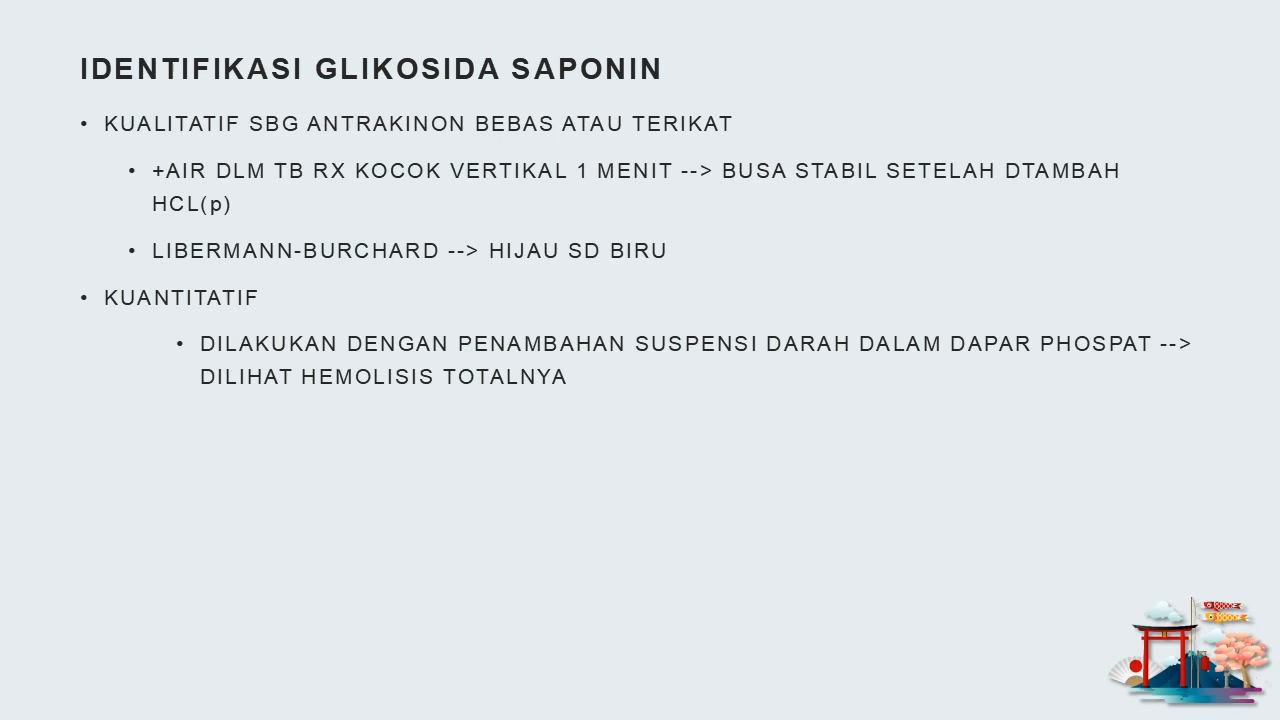 IDENTIFIKASI GLIKOSIDA SAPONIN
• KUALITATIF SBG ANTRAKINON BEBAS ATAU TERIKAT
• +AIR DLM TB RX KOCOK VERTIKAL 1 MENIT --> BUSA STABIL SETELAH DTAMBAH
HCL(p)
• LIBERMANN-BURCHARD --> HIJAU SD BIRU
• KUANTITATIF
• DILAKUKAN DENGAN PENAMBAHAN SUSPENSI DARAH DALAM DAPAR PHOSPAT -->
DILIHAT HEMOLISIS TOTALNYA